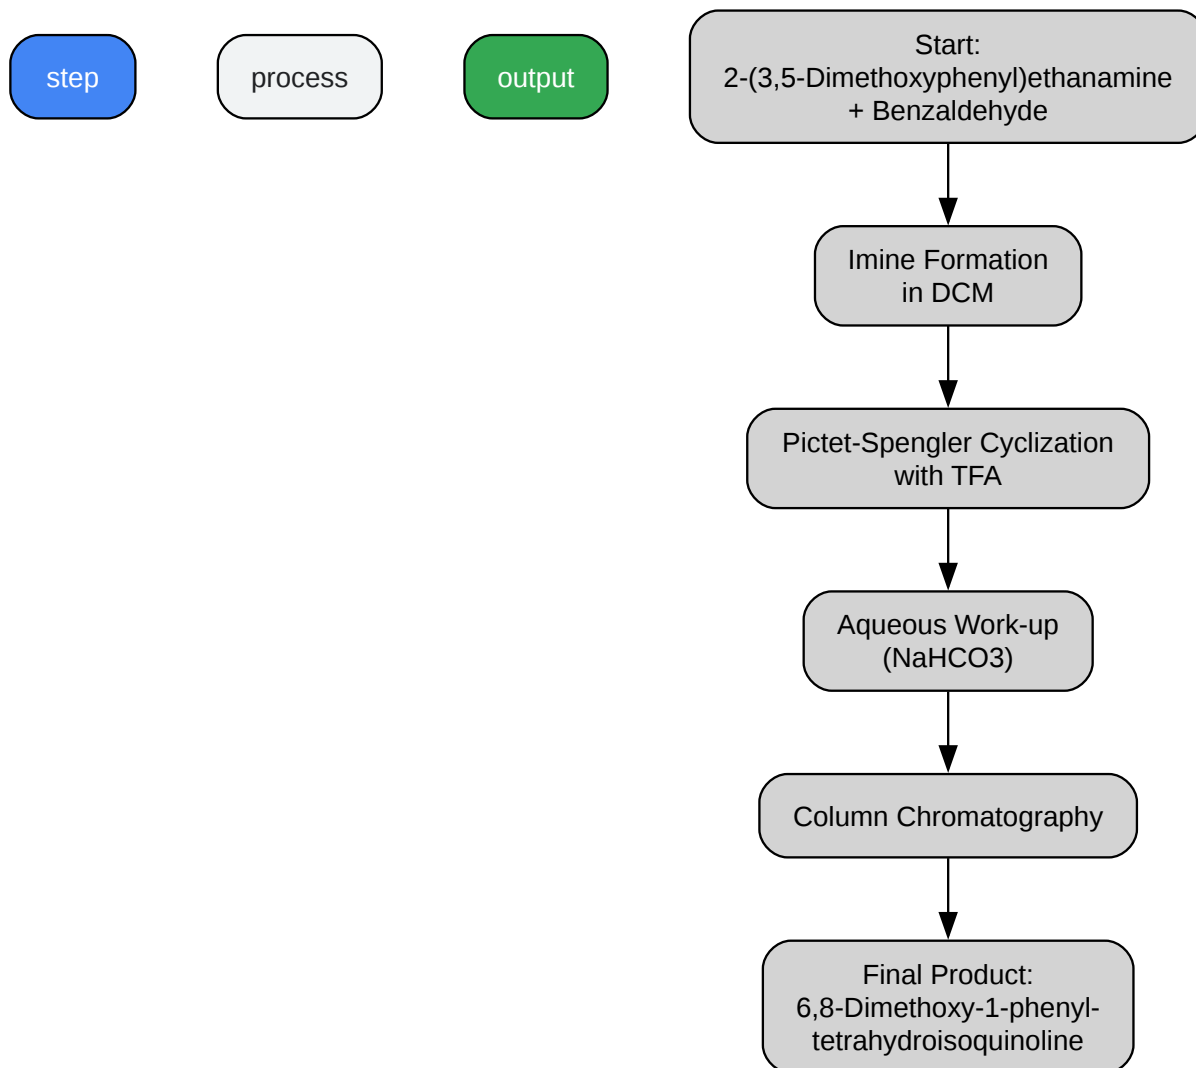 step
process
output
Start:
2-(3,5-Dimethoxyphenyl)ethanamine
+ Benzaldehyde
Imine Formation
in DCM
Pictet-Spengler Cyclization
with TFA
Aqueous Work-up
(NaHCO3)
Column Chromatography
Final Product:
6,8-Dimethoxy-1-phenyl-
tetrahydroisoquinoline